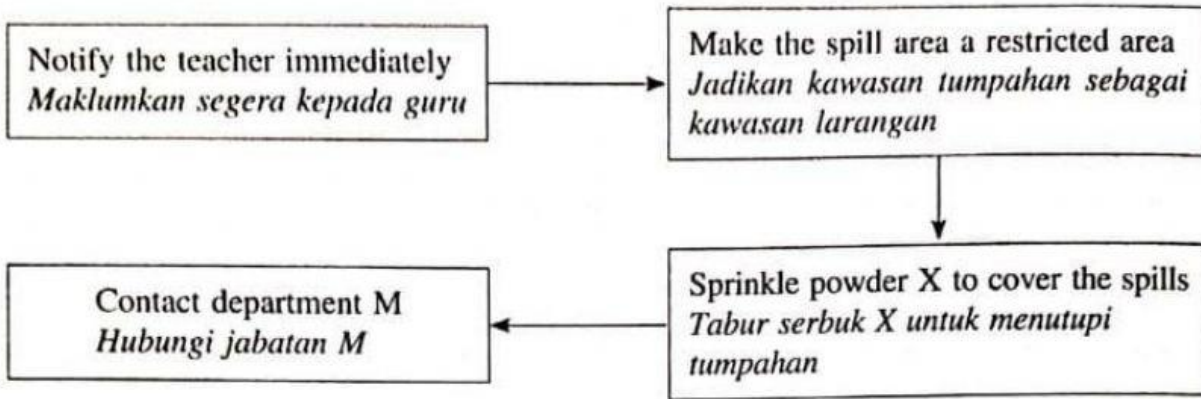 Notify the teacher immediately
Maklumkan segera kepada guru
Make the spill area a restricted area
Jadikan kawasan tumpahan sebagai
kawasan larangan
Sprinkle powder X to cover the spills
Tabur serbuk X untuk menutupi
tumpahan
Contact department M
Hubungi jabatan M